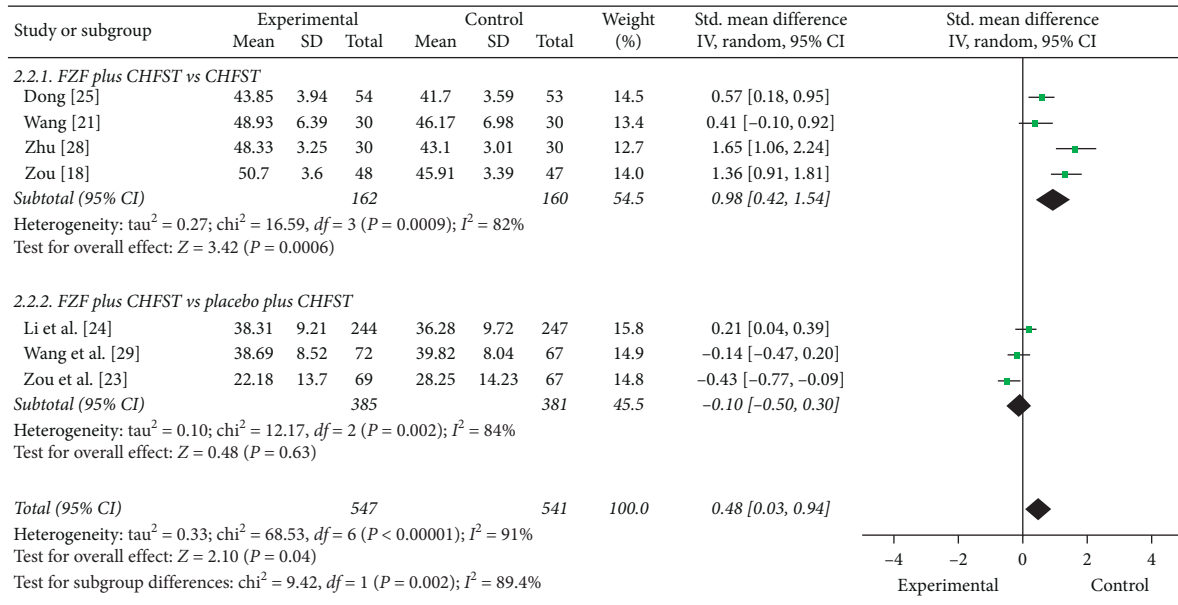 Study or subgroup Experimental Control Weight (%) Std. mean difference IV, random, 95% CI Std. mean difference IV, random, 95% CI
Mean SD Total Mean SD Total
2.2.1. FZF plus CHFST vs CHFST
Dong [25] 43.85 3.94 54 41.7 3.59 53 14.5 0.57 [0.18, 0.95]
Wang [21] 48.93 6.39 30 46.17 6.98 30 13.4 0.41 [–0.10, 0.92]
Zhu [28] 48.33 3.25 30 43.1 3.01 30 12.7 1.65 [1.06, 2.24]
Zou [18] 50.7 3.6 48 45.91 3.39 47 14.0 1.36 [0.91, 1.81]
Subtotal (95% CI) 162 160 54.5 0.98 [0.42, 1.54]
Heterogeneity: tau² = 0.27; chi² = 16.59, df = 3 (P = 0.0009); I² = 82%
Test for overall effect: Z = 3.42 (P = 0.0006)
2.2.2. FZF plus CHFST vs placebo plus CHFST
Li et al. [24] 38.31 9.21 244 36.28 9.72 247 15.8 0.21 [0.04, 0.39]
Wang et al. [29] 38.69 8.52 72 39.82 8.04 67 14.9 –0.14 [–0.47, 0.20]
Zou et al. [23] 22.18 13.7 69 28.25 14.23 67 14.8 –0.43 [–0.77, –0.09]
Subtotal (95% CI) 385 381 45.5 –0.10 [–0.50, 0.30]
Heterogeneity: tau² = 0.10; chi² = 12.17, df = 2 (P = 0.002); I² = 84%
Test for overall effect: Z = 0.48 (P = 0.63)
Total (95% CI) 547 541 100.0 0.48 [0.03, 0.94]
Heterogeneity: tau² = 0.33; chi² = 68.53, df = 6 (P < 0.00001); I² = 91%
Test for overall effect: Z = 2.10 (P = 0.04)
Test for subgroup differences: chi² = 9.42, df = 1 (P = 0.002); I² = 89.4%
–4 –2 0 2 4
Experimental Control